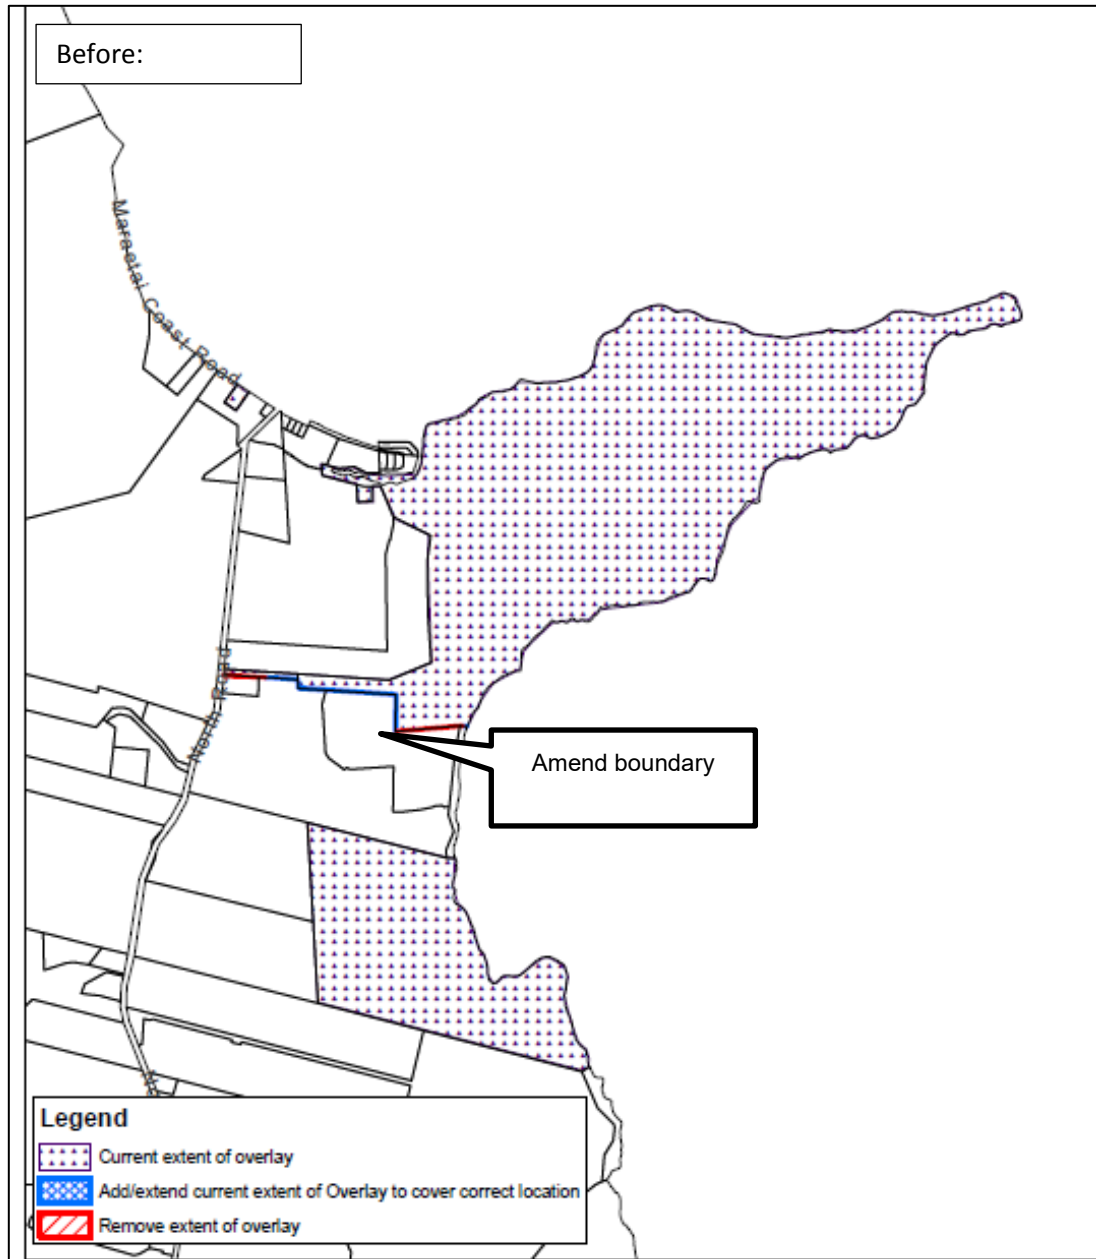 Before:
Maraetai Coast Road
North Road
Amend boundary
Legend
Current extent of overlay
Add/extend current extent of Overlay to cover correct location
Remove extent of overlay